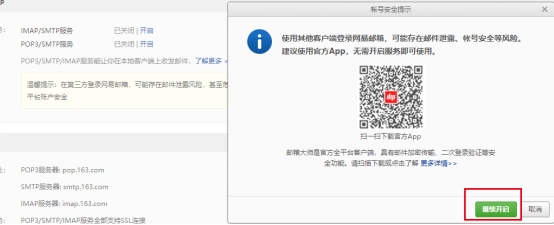 IMAP/SMTP服务 已关闭 | 开启
POP3/SMTP服务 已关闭 | 开启
POP3/SMTP/IMAP服务能让你在本地客户端上收发邮件，了解更多 >
温馨提示：在第三方登录网易邮箱，可能存在邮件泄露风险，甚至危
平台账户安全
POP3服务器: pop.163.com
SMTP服务器: smtp.163.com
IMAP服务器: imap.163.com
POP3/SMTP/IMAP服务全部支持SSL连接
帐号安全提示
使用其他客户端登录网易邮箱，可能存在邮件泄露、帐号安全等风险。
建议使用官方App，无需开启服务即可使用。
扫一扫下载官方App
邮箱大师是官方全平台客户端，具有邮件加密传输、二次登录验证等安
全功能。请扫描下载或点击了解 更多详情>>
继续开启
取消